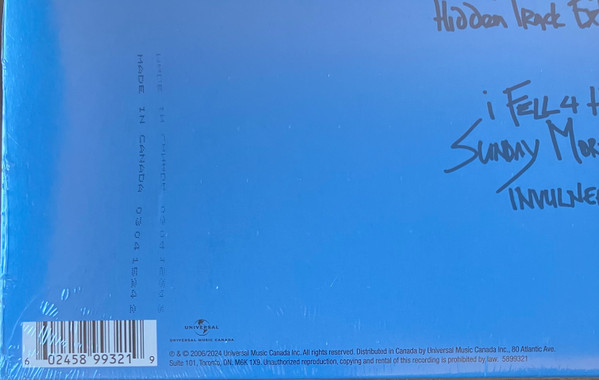 Hidden Track
i FELL 4
SUNDAY
MADE IN CANADA 03041524
UNIVERSAL
UNIVERSAL MUSIC CANADA
℗ & © 2006/2024 Universal Music Canada Inc. All rights reserved. Distributed in Canada by Universal Music Canada Inc., 80 Atlantic Ave.
Suite 101, Toronto, ON, M6K 1X9. Unauthorized reproduction, copying and rental of this recording is prohibited by law. 5899321
6 02458 99321 9